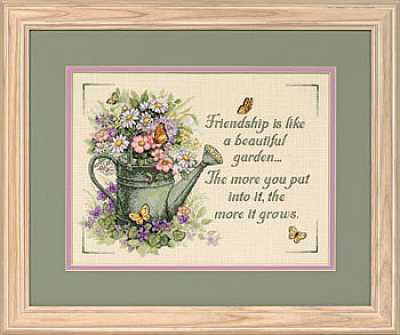 Friendship is like
a beautiful
garden...
The more you put
into it, the
more it grows.